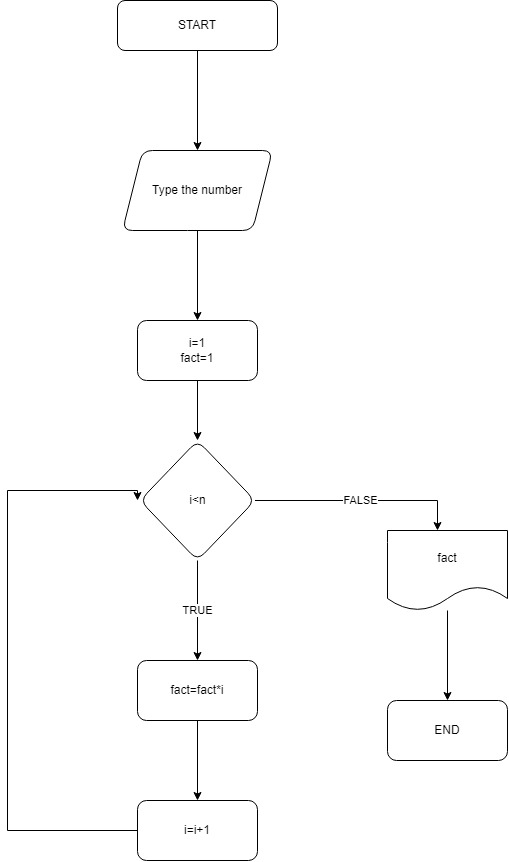 START
Type the number
i=1
fact=1
i<n
FALSE
fact
TRUE
fact=fact*i
END
i=i+1